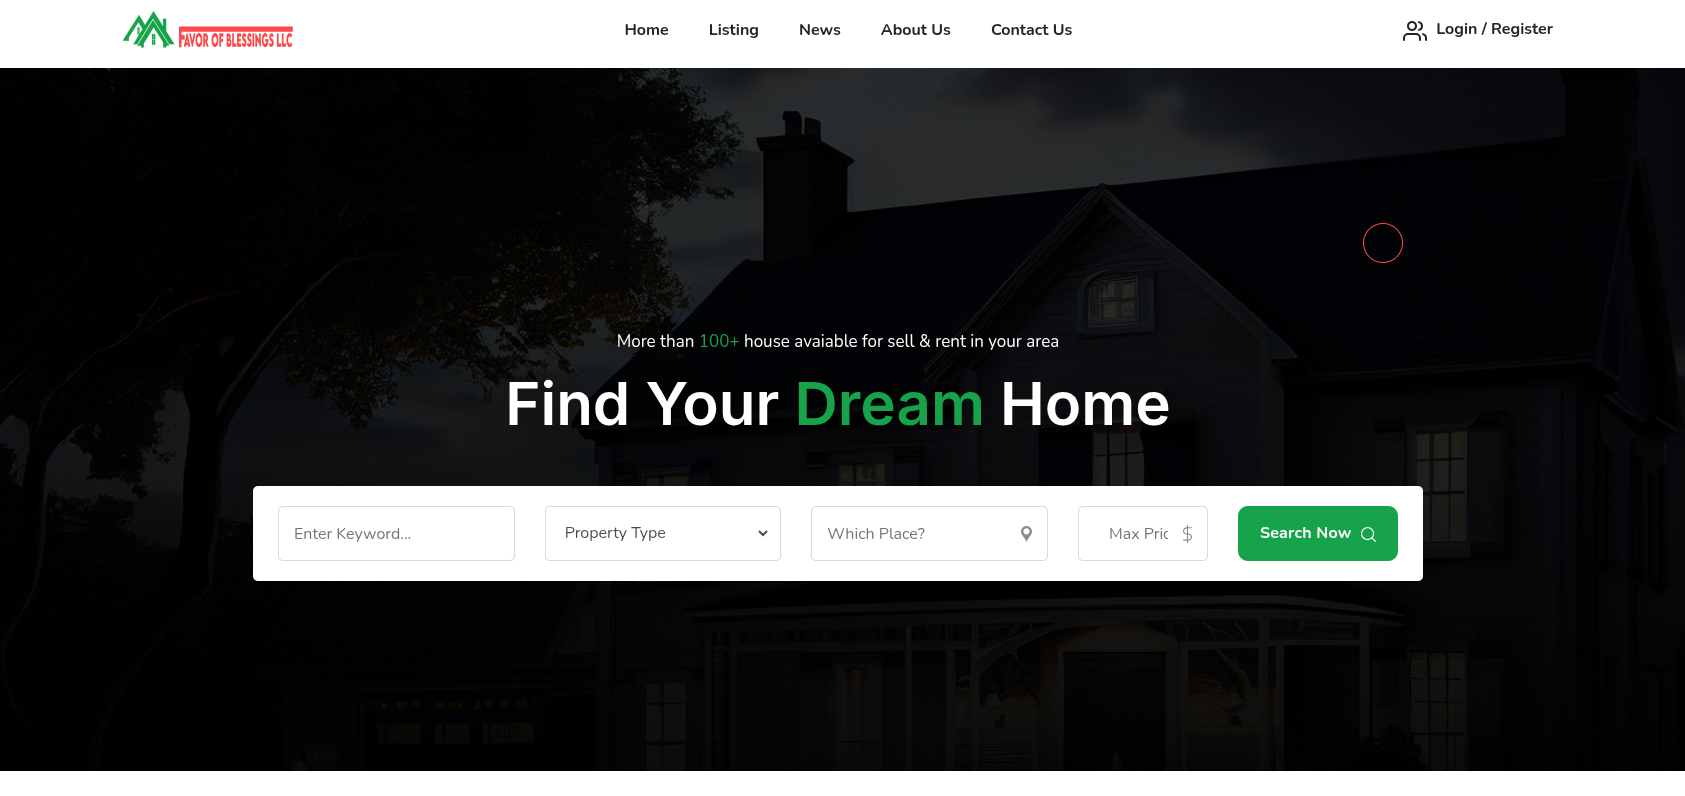 FAVOR OF BLESSINGS LLC
Home Listing News About Us Contact Us
Login / Register
More than 100+ house avaiable for sell & rent in your area
Find Your Dream Home
Enter Keyword... Property Type Which Place? Max Pric $ Search Now